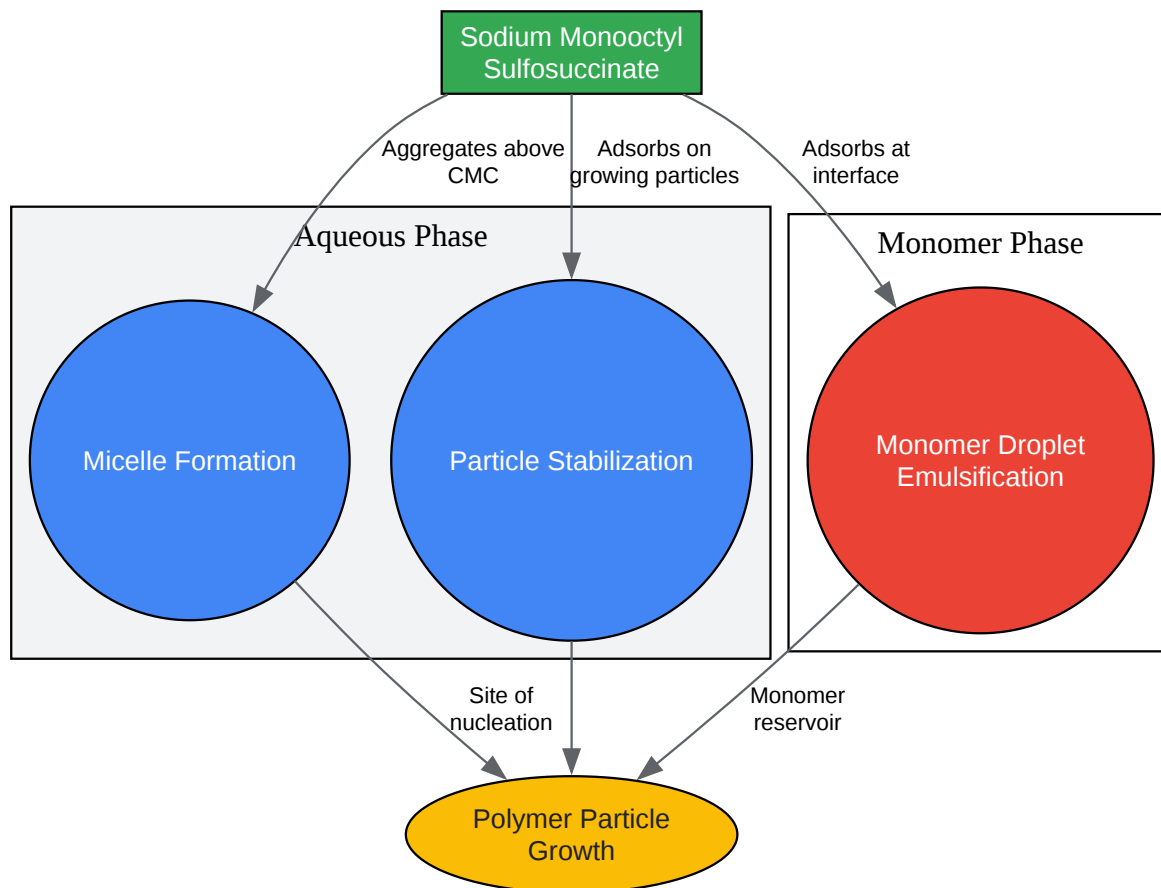 Sodium Monooctyl
Sulfosuccinate
Aggregates above
CMC
Adsorbs on
growing particles
Adsorbs at
interface
Aqueous Phase
Monomer Phase
Micelle Formation
Particle Stabilization
Monomer Droplet
Emulsification
Site of
nucleation
Monomer
reservoir
Polymer Particle
Growth